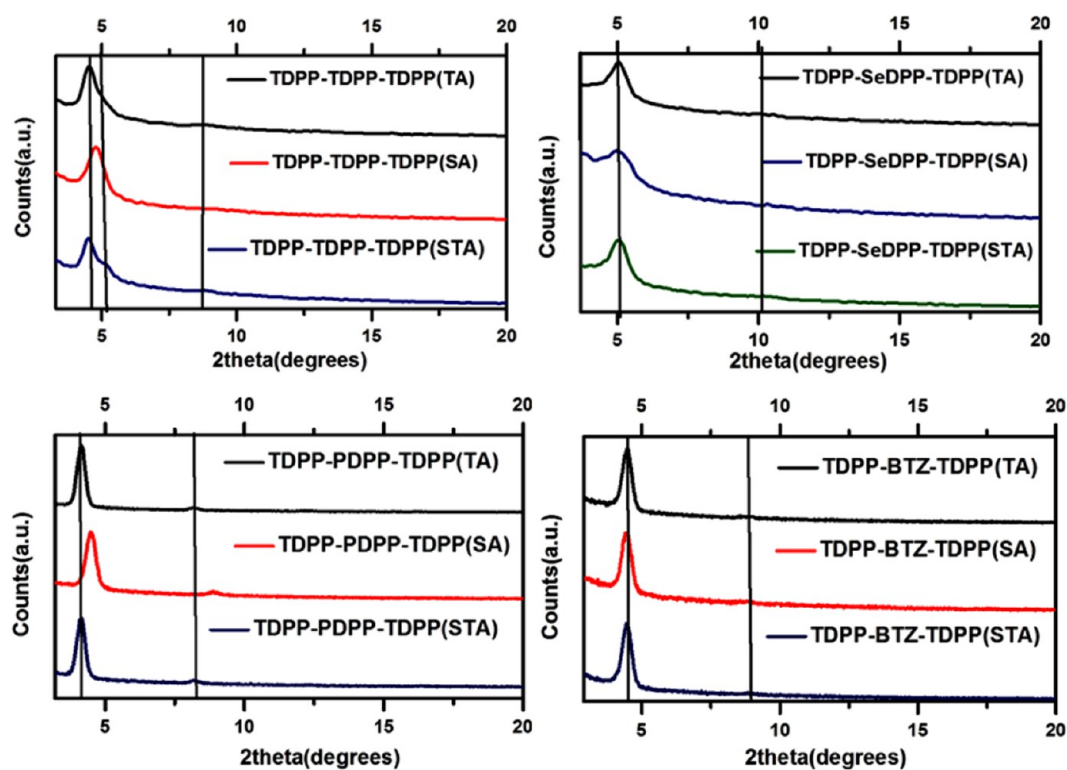 5 10 15 20
Counts(a.u.)
TDPP-TDPP-TDPP(TA)
TDPP-TDPP-TDPP(SA)
TDPP-TDPP-TDPP(STA)
5 10 15 20
2theta(degrees)
5 10 15 20
Counts(a.u.)
TDPP-SeDPP-TDPP(TA)
TDPP-SeDPP-TDPP(SA)
TDPP-SeDPP-TDPP(STA)
5 10 15 20
2theta(degrees)
5 10 15 20
Counts(a.u.)
TDPP-PDPP-TDPP(TA)
TDPP-PDPP-TDPP(SA)
TDPP-PDPP-TDPP(STA)
5 10 15 20
2theta(degrees)
5 10 15 20
Counts(a.u.)
TDPP-BTZ-TDPP(TA)
TDPP-BTZ-TDPP(SA)
TDPP-BTZ-TDPP(STA)
5 10 15 20
2theta(degrees)